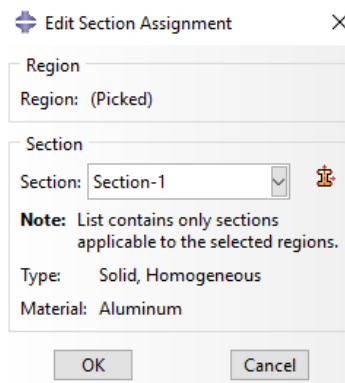 Edit Section Assignment
Region
Region: (Picked)
Section
Section: Section-1
Note: List contains only sections
applicable to the selected regions.
Type: Solid, Homogeneous
Material: Aluminum
OK Cancel